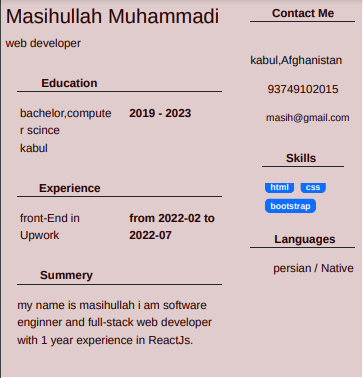 Masihullah Muhammadi
web developer
Education
bachelor,compute
r scince
kabul
2019 - 2023
Experience
front-End in
Upwork
from 2022-02 to
2022-07
Summery
my name is masihullah i am software
enginner and full-stack web developer
with 1 year experience in ReactJs.
Contact Me
kabul,Afghanistan
93749102015
masih@gmail.com
Skills
html css
bootstrap
Languages
persian / Native